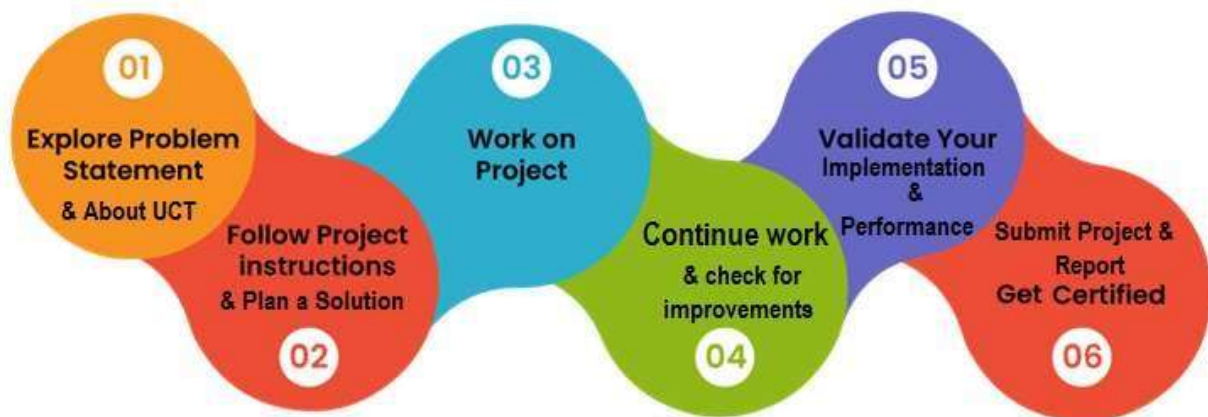 01
Explore Problem
Statement
& About UCT
Follow Project
instructions
& Plan a Solution
02
03
Work on
Project
Continue work
& check for
improvements
04
05
Validate Your
Implementation
&
Performance
Submit Project &
Report
Get Certified
06